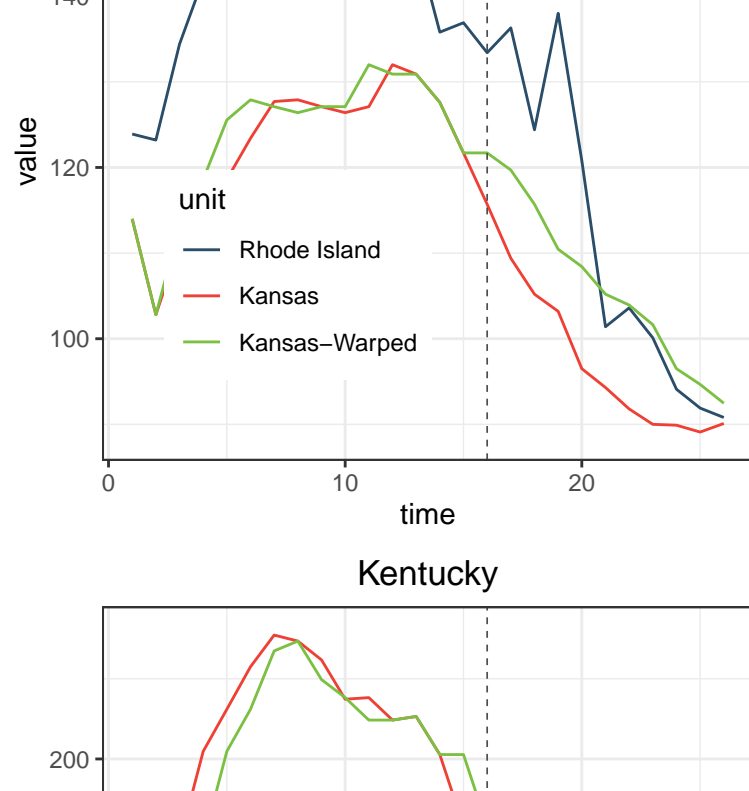 140
value
120
unit
Rhode Island
Kansas
Kansas–Warped
100
0 10 20
time
Kentucky
200